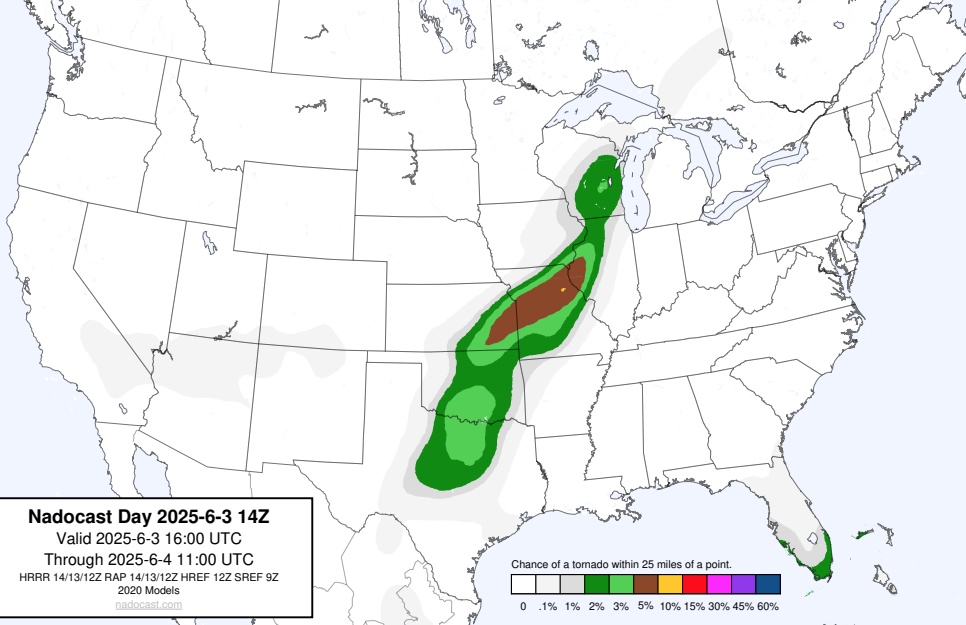 Nadocast Day 2025-6-3 14Z
Valid 2025-6-3 16:00 UTC
Through 2025-6-4 11:00 UTC
HRRR 14/13/12Z RAP 14/13/12Z HREF 12Z SREF 9Z
2020 Models
nadocast.com
Chance of a tornado within 25 miles of a point.
0 .1% 1% 2% 3% 5% 10% 15% 30% 45% 60%